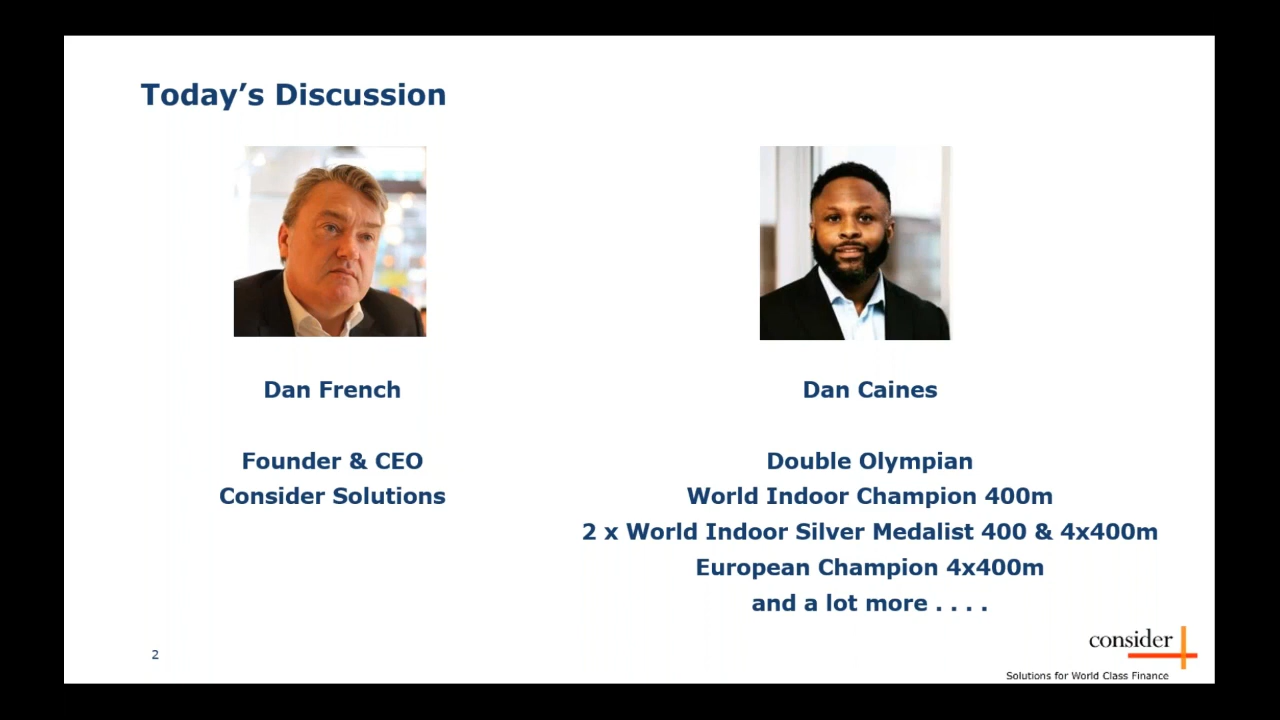 Today’s Discussion
Dan French
Founder & CEO
Consider Solutions
Dan Caines
Double Olympian
World Indoor Champion 400m
2 x World Indoor Silver Medalist 400 & 4x400m
European Champion 4x400m
and a lot more . . . .
2
consider
Solutions for World Class Finance